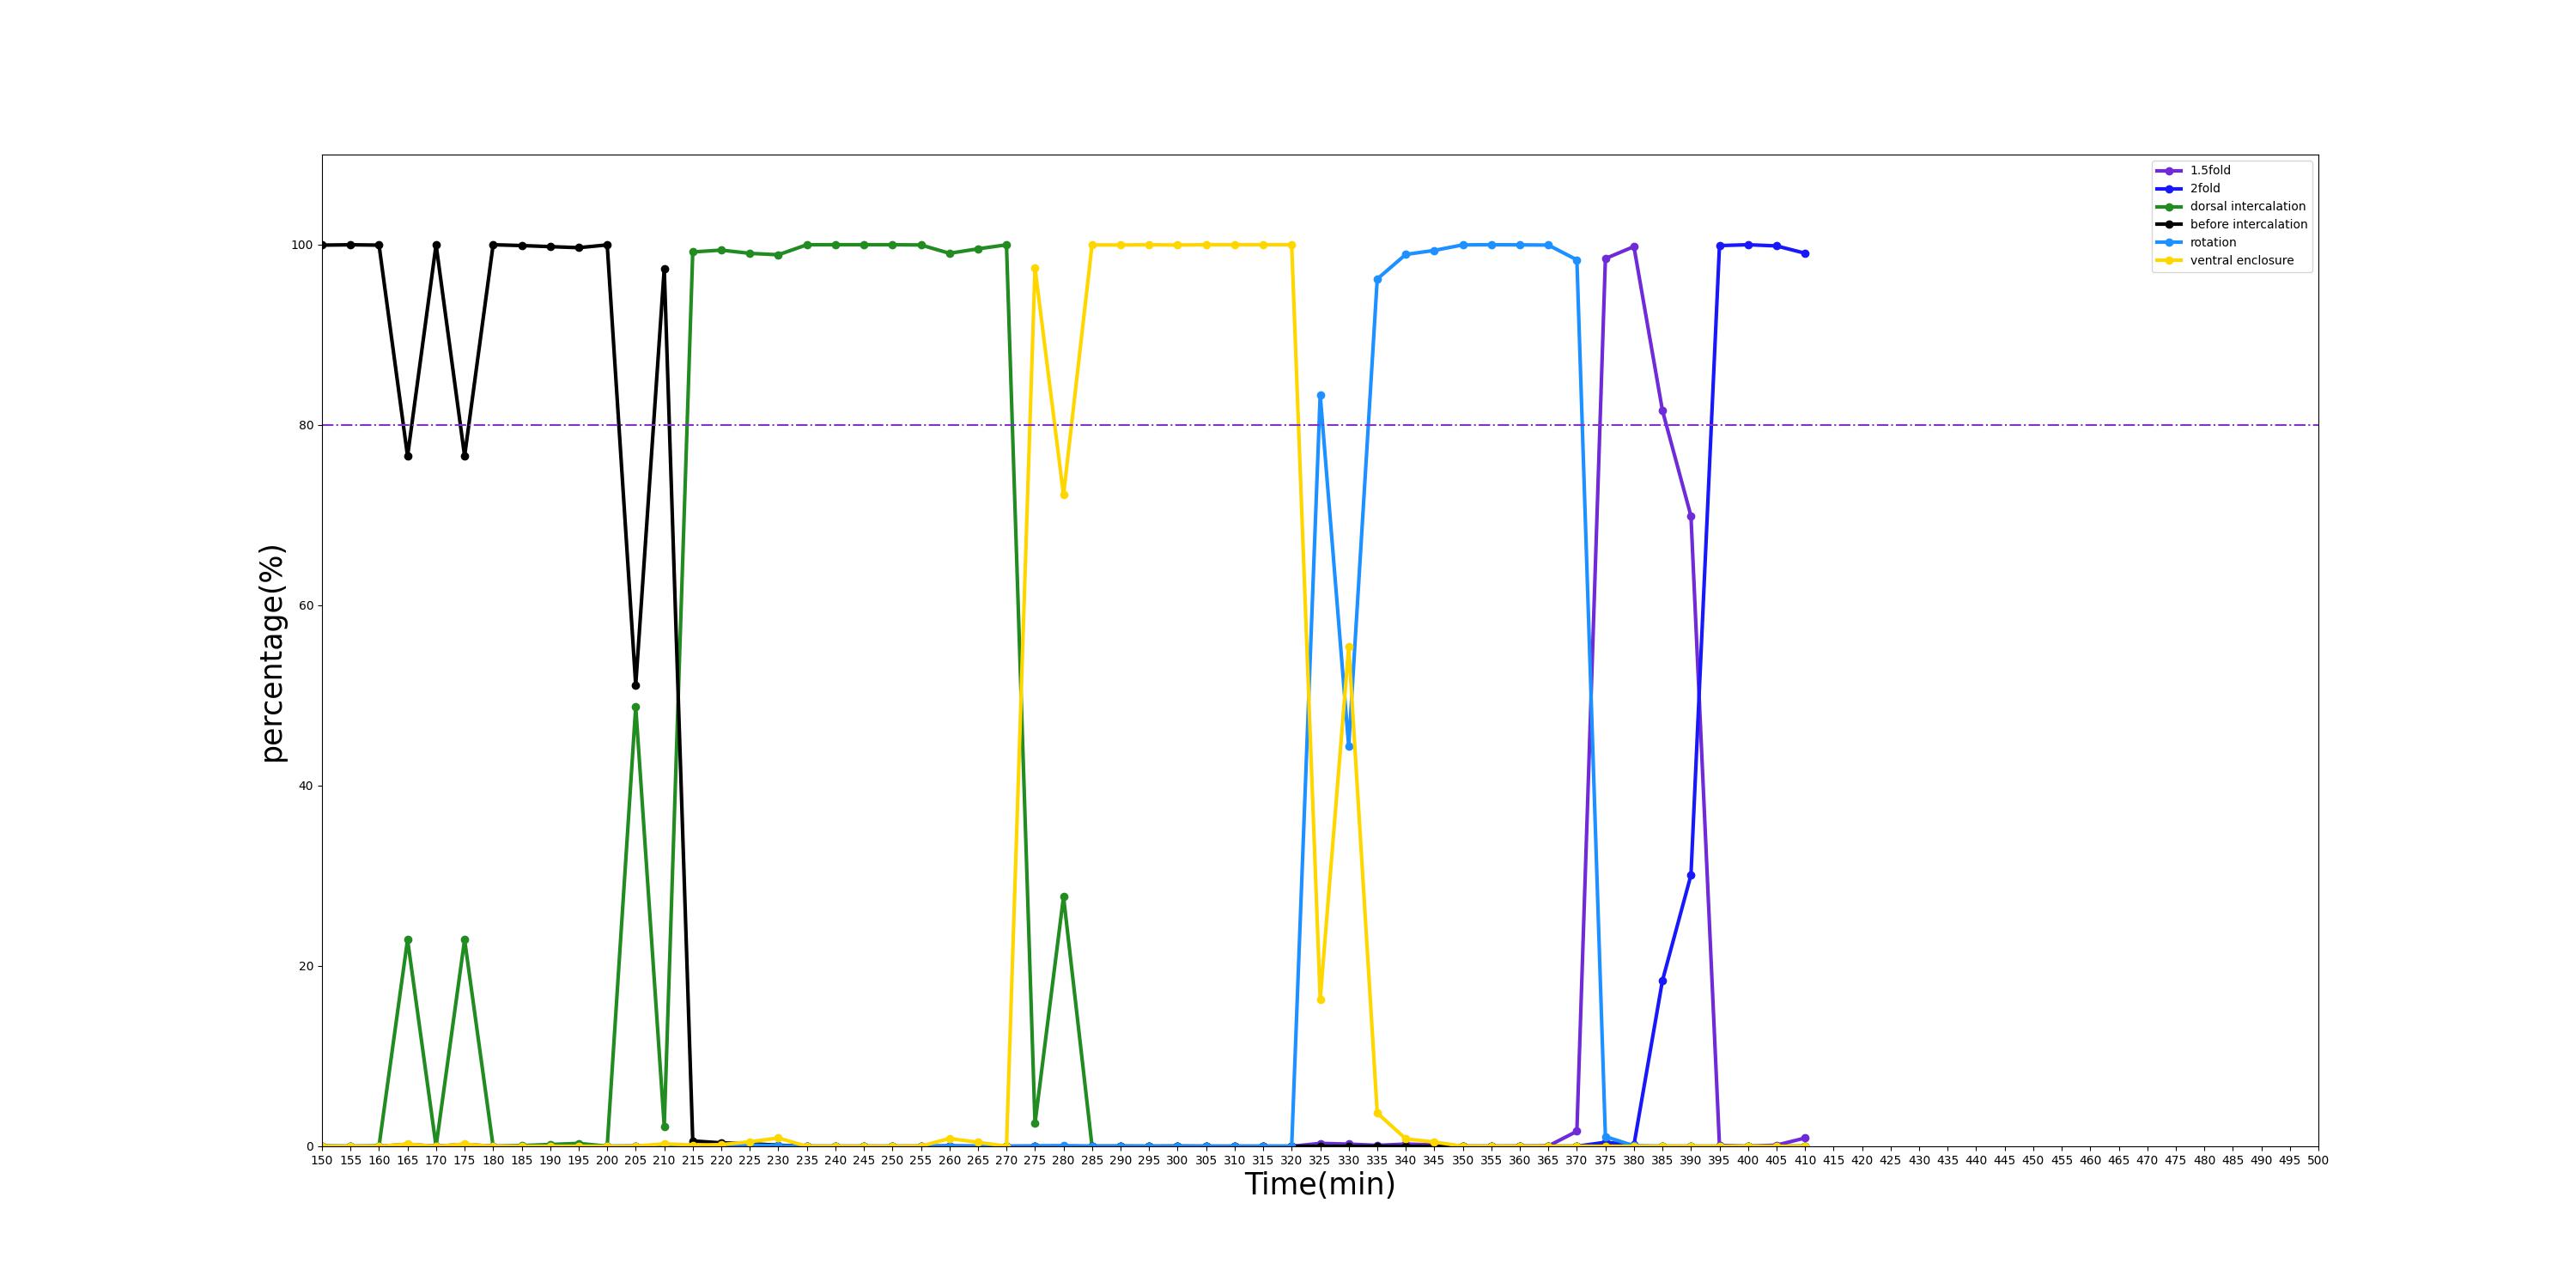 1.5fold
2fold
dorsal intercalation
before intercalation
rotation
ventral enclosure
100
80
60
40
20
0
percentage(%)
150 155 160 165 170 175 180 185 190 195 200 205 210 215 220 225 230 235 240 245 250 255 260 265 270 275 280 285 290 295 300 305 310 315 320 325 330 335 340 345 350 355 360 365 370 375 380 385 390 395 400 405 410 415 420 425 430 435 440 445 450 455 460 465 470 475 480 485 490 495 500
Time(min)